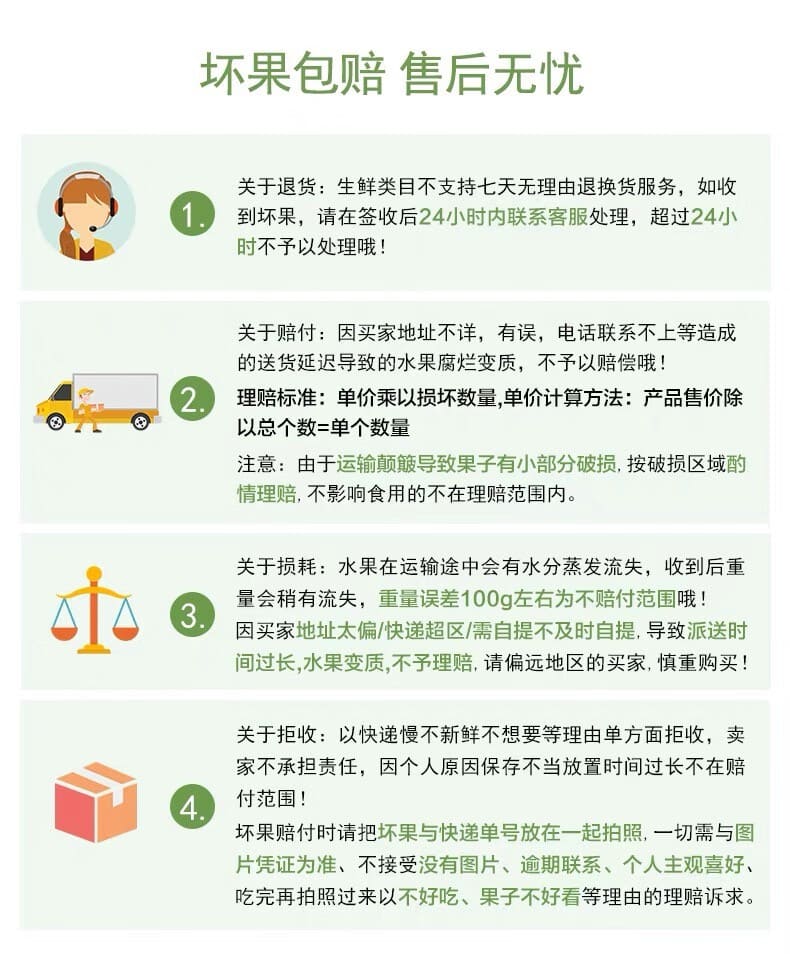 坏果包赔 售后无忧
1.
关于退货：生鲜类目不支持七天无理由退换货服务，如收
到坏果，请在签收后24小时内联系客服处理，超过24小
时不予以处理哦！
2.
关于赔付：因买家地址不详，有误，电话联系不上等造成
的送货延迟导致的水果腐烂变质，不予以赔偿哦！
理赔标准：单价乘以损坏数量,单价计算方法：产品售价除
以总个数=单个数量
注意：由于运输颠簸导致果子有小部分破损,按破损区域酌
情理赔,不影响食用的不在理赔范围内。
3.
关于损耗：水果在运输途中会有水分蒸发流失，收到后重
量会稍有流失，重量误差100g左右为不赔付范围哦！
因买家地址太偏/快递超区/需自提不及时自提,导致派送时
间过长,水果变质,不予理赔,请偏远地区的买家,慎重购买！
4.
关于拒收：以快递慢不新鲜不想要等理由单方面拒收，卖
家不承担责任，因个人原因保存不当放置时间过长不在赔
付范围！
坏果赔付时请把坏果与快递单号放在一起拍照,一切需与图
片凭证为准、不接受没有图片、逾期联系、个人主观喜好、
吃完再拍照过来以不好吃、果子不好看等理由的理赔诉求。